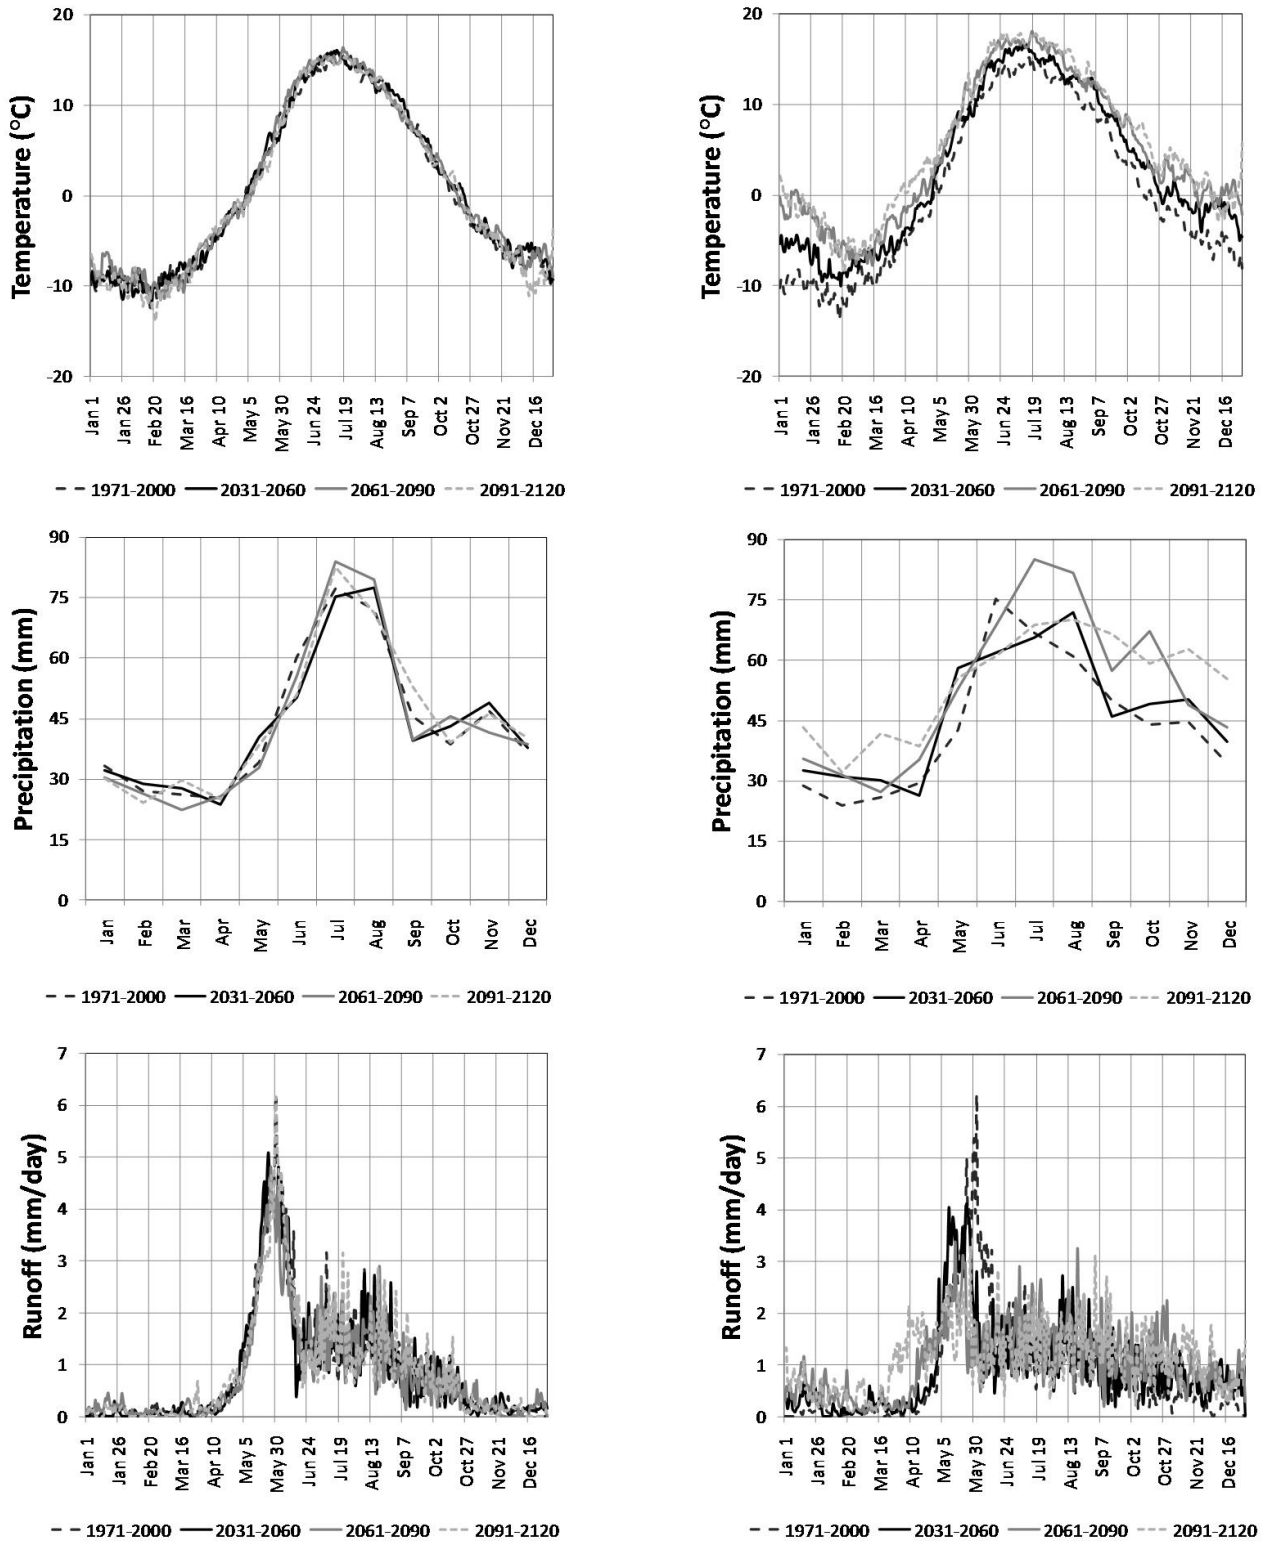 20
10
0
-10
-20
Temperature (°C)
Jan 1
Jan 26
Feb 20
Mar 16
Apr 10
May 5
May 30
Jun 24
Jul 19
Aug 13
Sep 7
Oct 2
Oct 27
Nov 21
Dec 16
1971-2000 2031-2060 2061-2090 2091-2120
20
10
0
-10
-20
Temperature (°C)
Jan 1
Jan 26
Feb 20
Mar 16
Apr 10
May 5
May 30
Jun 24
Jul 19
Aug 13
Sep 7
Oct 2
Oct 27
Nov 21
Dec 16
1971-2000 2031-2060 2061-2090 2091-2120
90
75
60
45
30
15
0
Precipitation (mm)
Jan
Feb
Mar
Apr
May
Jun
Jul
Aug
Sep
Oct
Nov
Dec
1971-2000 2031-2060 2061-2090 2091-2120
90
75
60
45
30
15
0
Precipitation (mm)
Jan
Feb
Mar
Apr
May
Jun
Jul
Aug
Sep
Oct
Nov
Dec
1971-2000 2031-2060 2061-2090 2091-2120
7
6
5
4
3
2
1
0
Runoff (mm/day)
Jan 1
Jan 26
Feb 20
Mar 16
Apr 10
May 5
May 30
Jun 24
Jul 19
Aug 13
Sep 7
Oct 2
Oct 27
Nov 21
Dec 16
1971-2000 2031-2060 2061-2090 2091-2120
7
6
5
4
3
2
1
0
Runoff (mm/day)
Jan 1
Jan 26
Feb 20
Mar 16
Apr 10
May 5
May 30
Jun 24
Jul 19
Aug 13
Sep 7
Oct 2
Oct 27
Nov 21
Dec 16
1971-2000 2031-2060 2061-2090 2091-2120